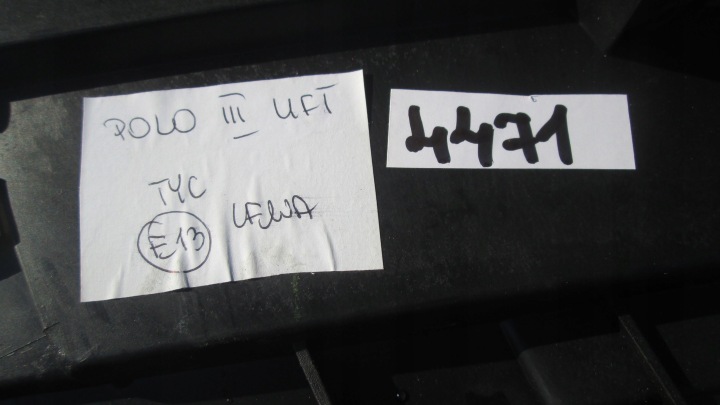 POLO III LIFT
4471
TYC
E13 LEWA